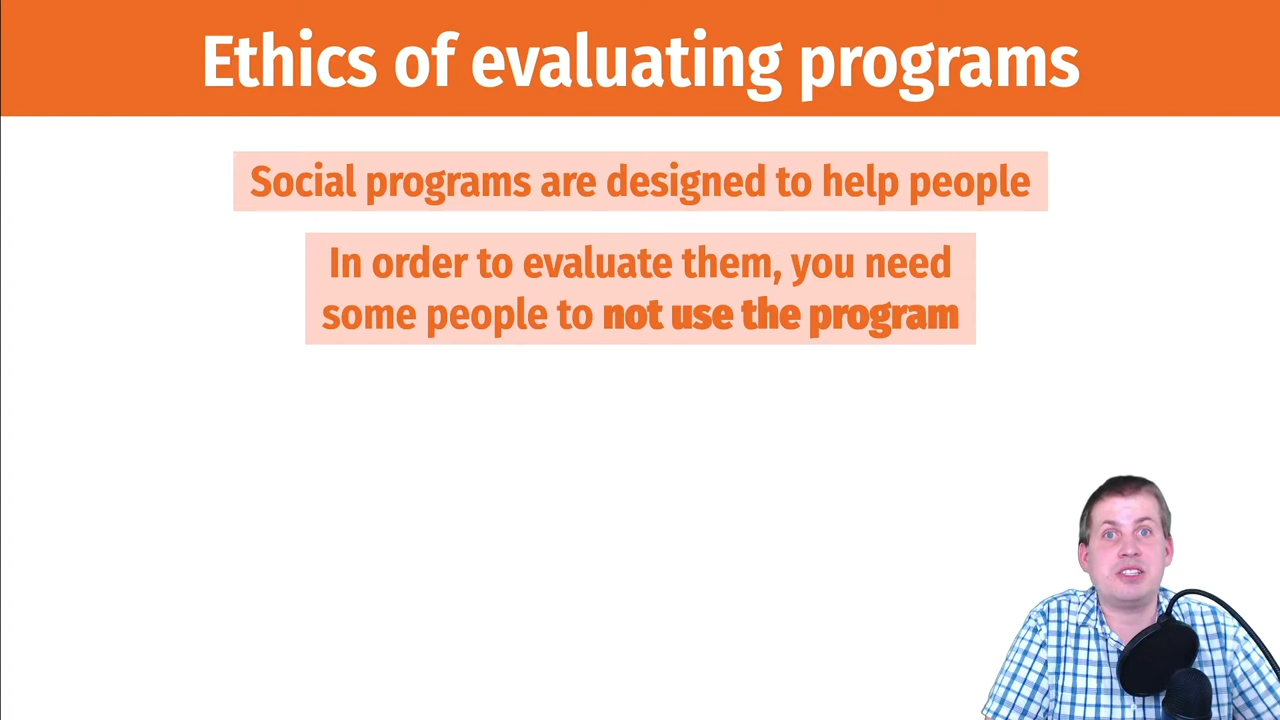 Ethics of evaluating programs
Social programs are designed to help people
In order to evaluate them, you need
some people to not use the program